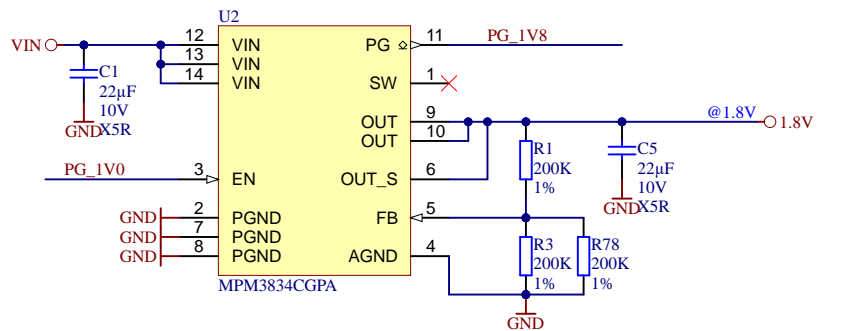 U2
VIN
12
VIN
PG
11
PG_1V8
13
VIN
14
VIN
SW
1
C1
22µF
10V
X5R
GND
OUT
9
@1.8V
1.8V
OUT
10
R1
200K
1%
C5
22µF
10V
X5R
GND
PG_1V0
3
EN
OUT_S
6
GND
2
PGND
FB
5
GND
7
PGND
GND
8
PGND
AGND
4
R3
200K
1%
R78
200K
1%
MPM3834CGPA
GND